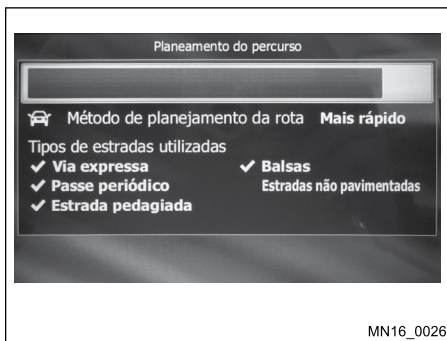 Planeamento do percurso
Método de planejamento da rota Mais rápido
Tipos de estradas utilizadas
✔ Via expressa ✔ Balsas
✔ Passe periódico Estradas não pavimentadas
✔ Estrada pedagiada
MN16_0026